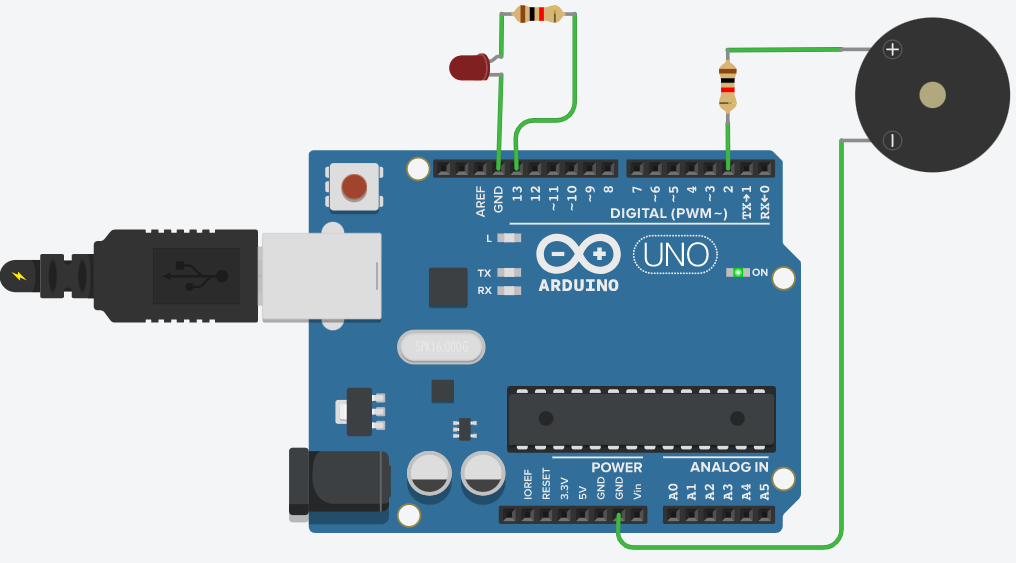 +
AREF
GND
13
12
~11
~10
~9
8
7
~6
~5
4
~3
2
TX→1
RX←0
DIGITAL (PWM~)
L
TX
RX
ARDUINO
UNO
ON
SPK16.000G
POWER
ANALOG IN
IOREF
RESET
3.3V
5V
GND
GND
Vin
A0
A1
A2
A3
A4
A5